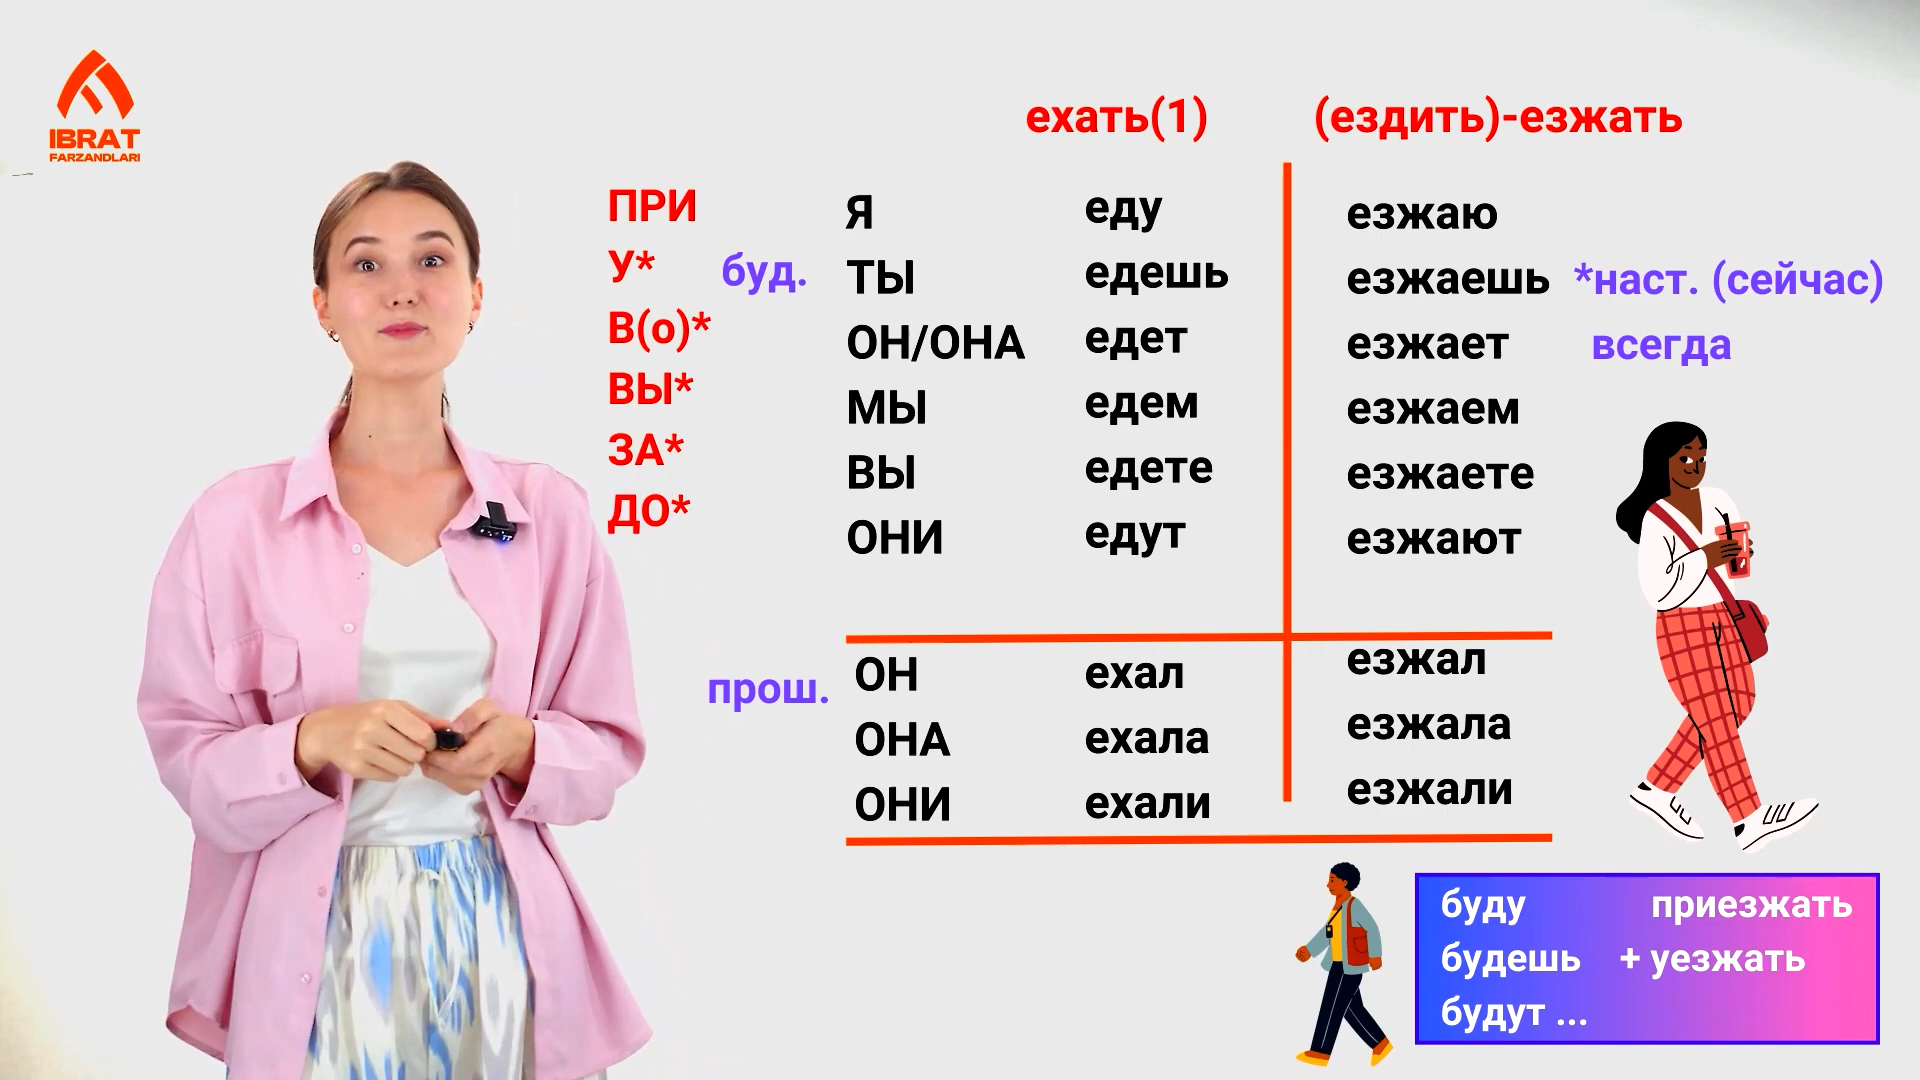 IBRAT
FARZANDLARI
ехать(1) (ездить)-езжать
ПРИ Я еду езжаю
У* буд. ТЫ едешь езжаешь *наст. (сейчас)
В(о)* ОН/ОНА едет езжает всегда
ВЫ* МЫ едем езжаем
ЗА* ВЫ едете езжаете
ДО* ОНИ едут езжают
прош. ОН ехал езжал
ОНА ехала езжала
ОНИ ехали езжали
буду приезжать
будешь + уезжать
будут ...